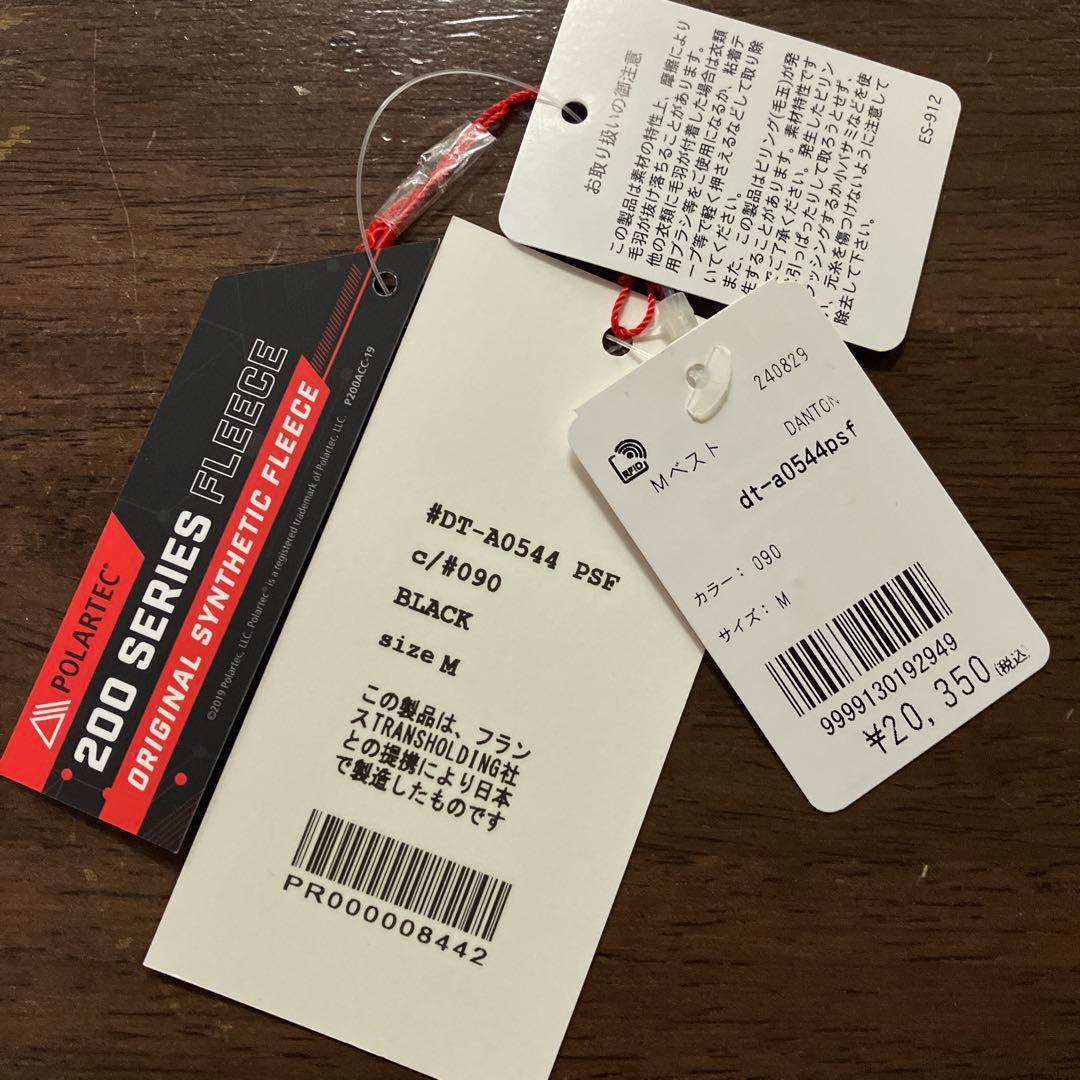 お取り扱いの御注意
この製品は素材の特性上、摩擦により
毛羽が抜け落ちることがあります。
他の衣類に毛羽が付着した場合は衣類
用ブラシ等をご使用になるか、粘着テ
ープ等で軽く押さえるなどして取り除
いてください。
また、この製品はピリング(毛玉)が発
生することがあります。素材特性です
でご了承ください。発生したピリン
引っぱったりして取ろうとせず、
ラッシングするか小バサミなどを使
い、元糸を傷つけないように注意して
除去して下さい。
ES-912
POLARTEC®
200 SERIES FLEECE
ORIGINAL SYNTHETIC FLEECE
©2019 Polartec, LLC. Polartec® is a registered trademark of Polartec, LLC. P200ACC-19
#DT-A0544 PSF
c/#090
BLACK
size M
この製品は、フラン
スTRANSHOLDING社
との提携により日本
で製造したものです
PR000008442
240829
RFID
Mベスト DANTON
dt-a0544psf
カラー: 090
サイズ: M
9999130192949
¥20,350(税込)